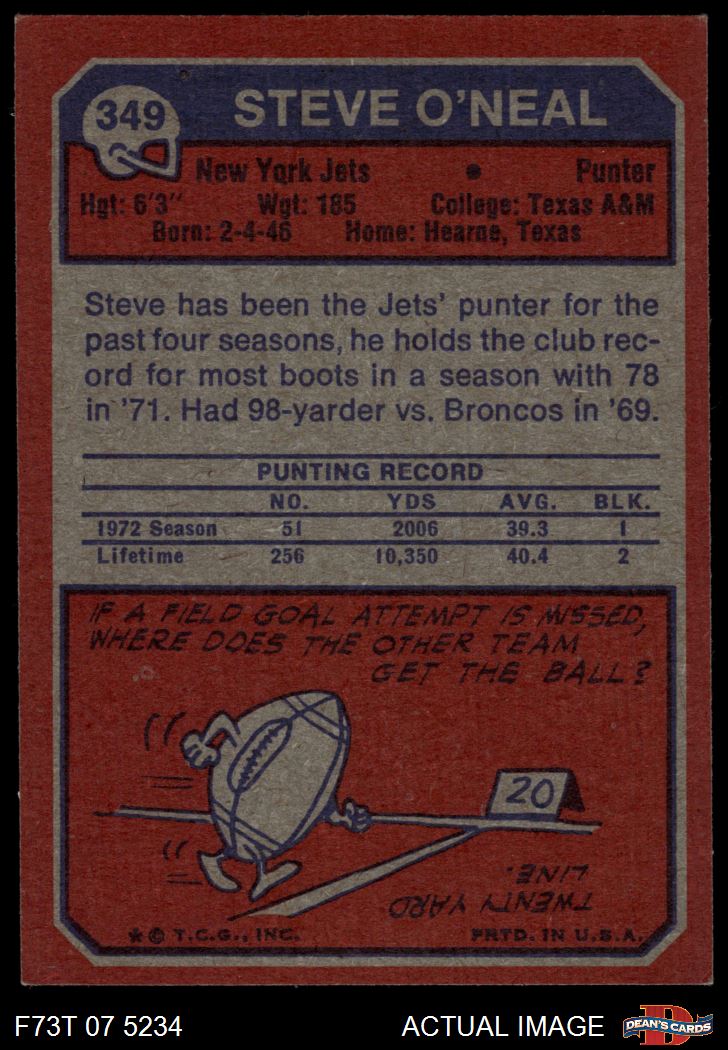 349
STEVE O'NEAL
New York Jets • Punter
Hgt: 6'3" Wgt: 185 College: Texas A&M
Born: 2-4-46 Home: Hearne, Texas
Steve has been the Jets' punter for the
past four seasons, he holds the club rec-
ord for most boots in a season with 78
in '71. Had 98-yarder vs. Broncos in '69.
PUNTING RECORD
NO. YDS AVG. BLK.
1972 Season 51 2006 39.3 1
Lifetime 256 10,350 40.4 2
IF A FIELD GOAL ATTEMPT IS MISSED,
WHERE DOES THE OTHER TEAM
GET THE BALL?
20
TWENTY YARD
LINE.
* © T.C.G., INC. PRTD. IN U.S.A.
F73T 07 5234 ACTUAL IMAGE
D
DEAN'S CARDS